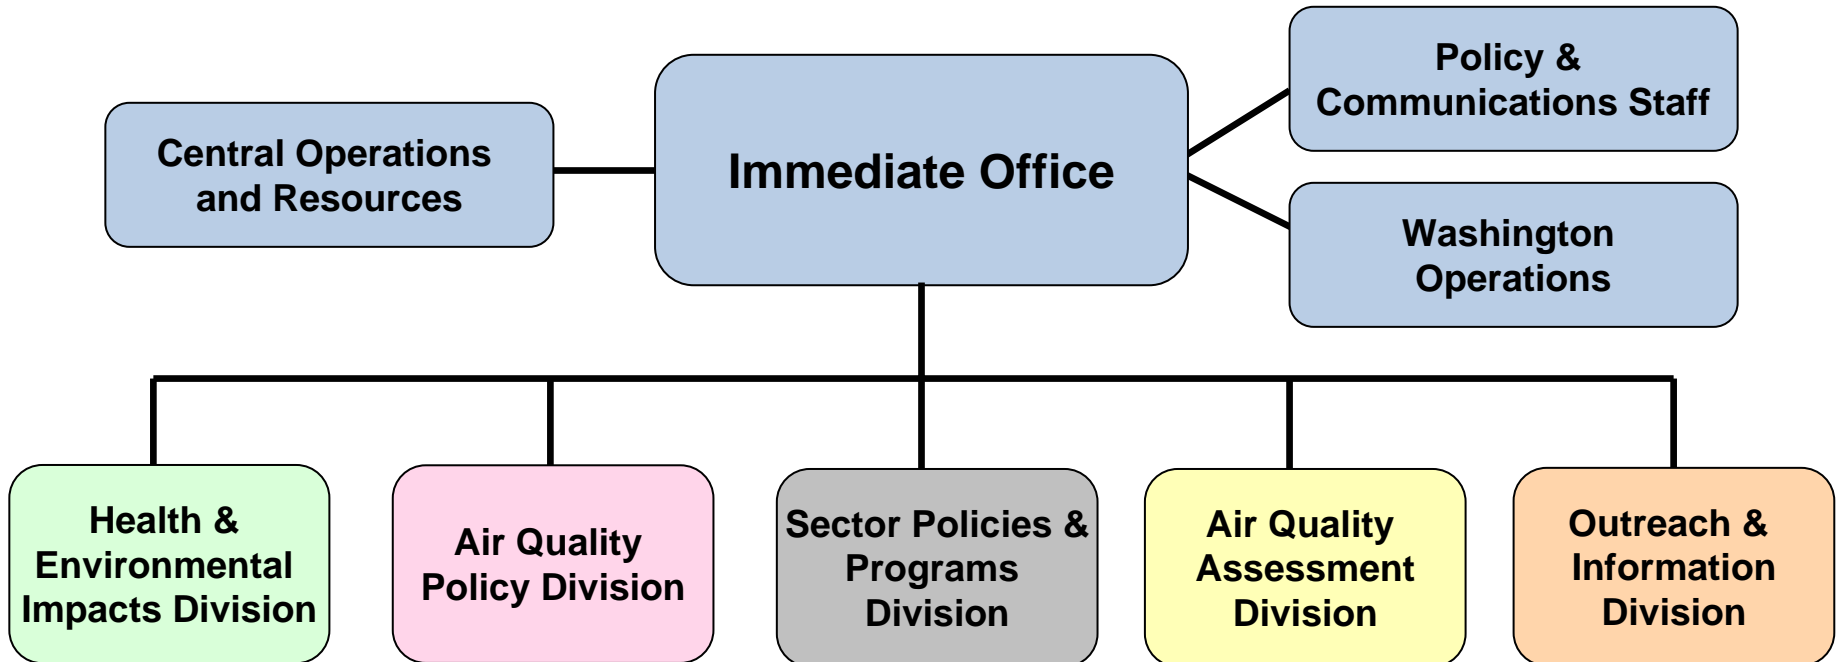 Policy &
Communications Staff
Central Operations
and Resources
Immediate Office
Washington
Operations
Health &
Environmental
Impacts Division
Air Quality
Policy Division
Sector Policies &
Programs
Division
Air Quality
Assessment
Division
Outreach &
Information
Division